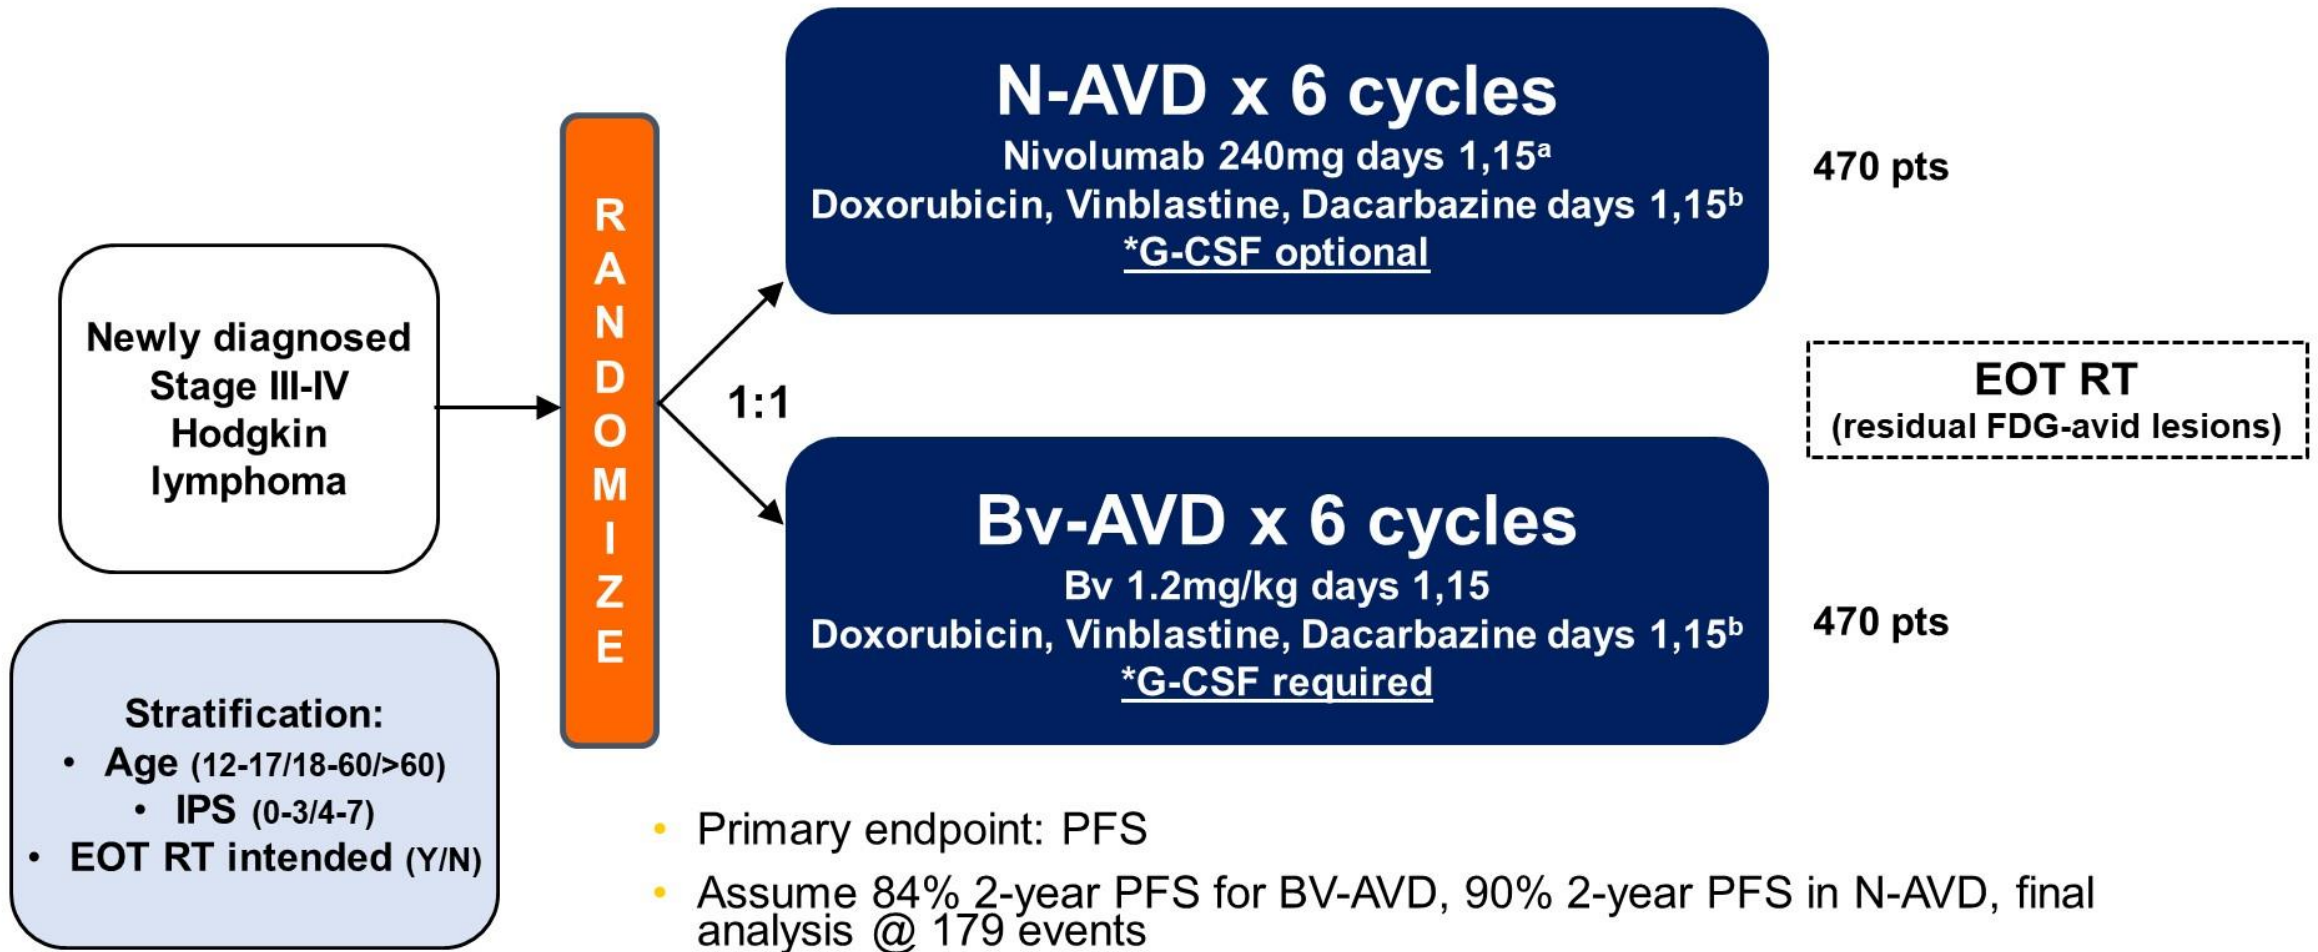 Newly diagnosed
Stage III-IV
Hodgkin
lymphoma
Stratification:
• Age (12-17/18-60/>60)
• IPS (0-3/4-7)
• EOT RT intended (Y/N)
R
A
N
D
O
M
I
Z
E
1:1
N-AVD x 6 cycles
Nivolumab 240mg days 1,15ᵃ
Doxorubicin, Vinblastine, Dacarbazine days 1,15ᵇ
*G-CSF optional
470 pts
EOT RT
(residual FDG-avid lesions)
Bv-AVD x 6 cycles
Bv 1.2mg/kg days 1,15
Doxorubicin, Vinblastine, Dacarbazine days 1,15ᵇ
*G-CSF required
470 pts
• Primary endpoint: PFS
• Assume 84% 2-year PFS for BV-AVD, 90% 2-year PFS in N-AVD, final
analysis @ 179 events